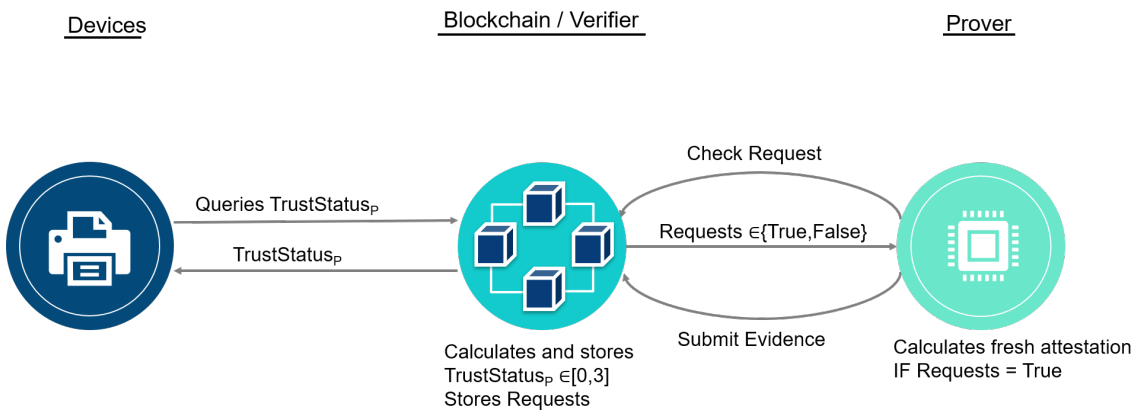 Devices
Blockchain / Verifier
Prover
Check Request
Queries TrustStatusP
Requests ∈{True,False}
TrustStatusP
Submit Evidence
Calculates and stores
TrustStatusP ∈[0,3]
Stores Requests
Calculates fresh attestation
IF Requests = True